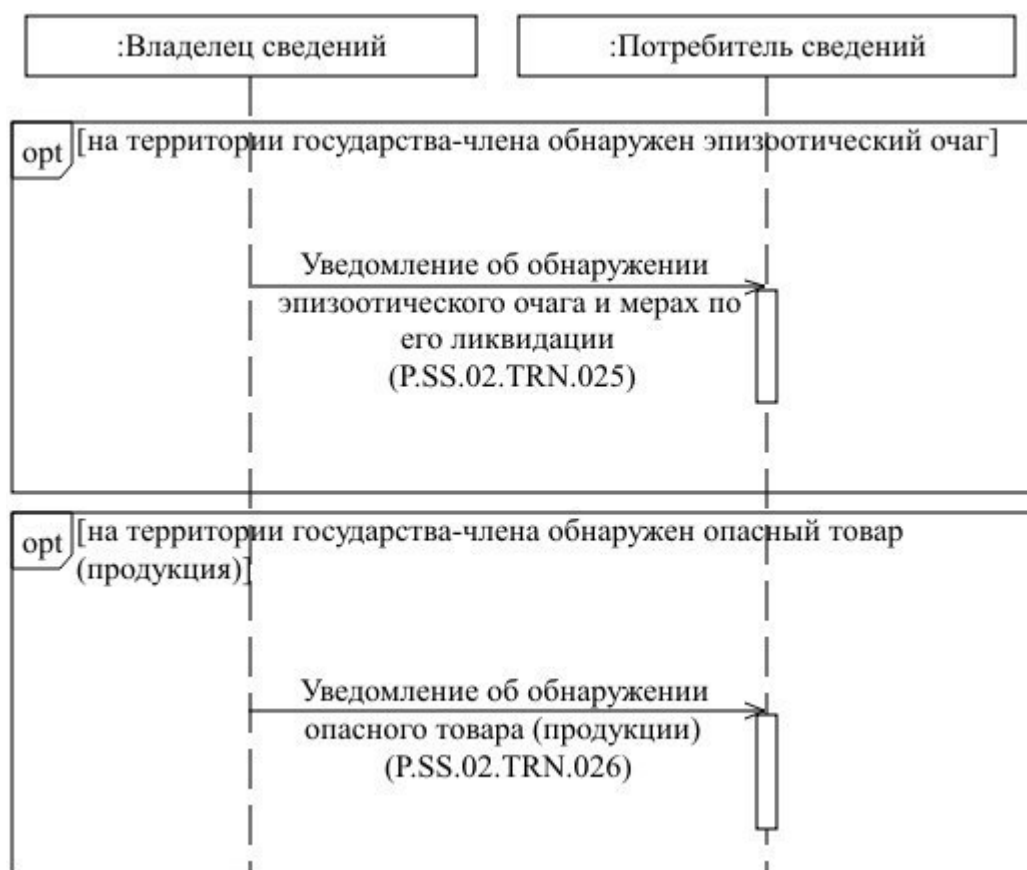 :Владелец сведений
:Потребитель сведений
opt
[на территории государства-члена обнаружен эпизоотический очаг]
Уведомление об обнаружении
эпизоотического очага и мерах по
его ликвидации
(P.SS.02.TRN.025)
opt
[на территории государства-члена обнаружен опасный товар
(продукция)]
Уведомление об обнаружении
опасного товара (продукции)
(P.SS.02.TRN.026)